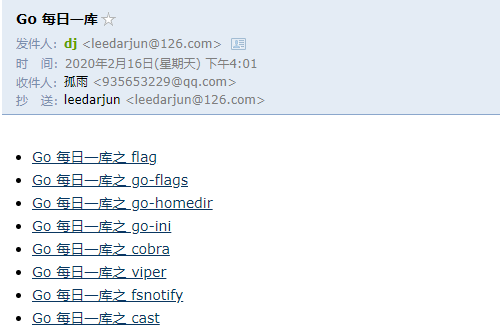 Go 每日一库
发件人：dj <leedarjun@126.com>
时　间：2020年2月16日(星期天) 下午4:01
收件人：孤雨 <935653229@qq.com>
抄　送：leedarjun <leedarjun@126.com>
Go 每日一库之 flag
Go 每日一库之 go-flags
Go 每日一库之 go-homedir
Go 每日一库之 go-ini
Go 每日一库之 cobra
Go 每日一库之 viper
Go 每日一库之 fsnotify
Go 每日一库之 cast